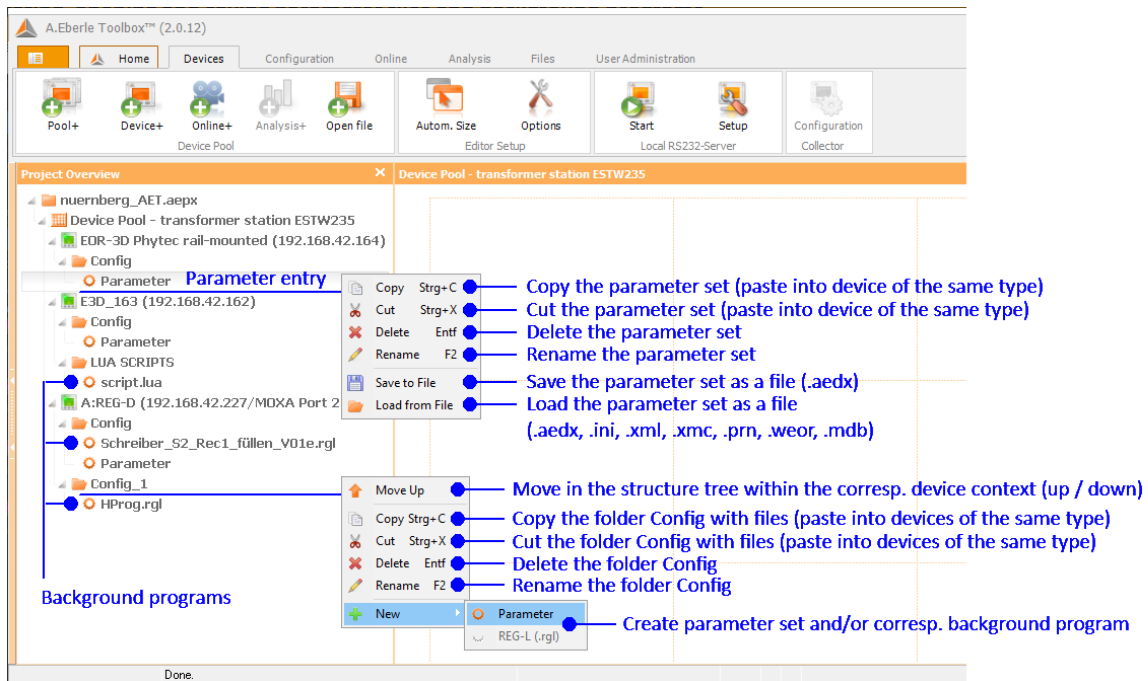 A.Eberle Toolbox™ (2.0.12)
Home Devices Configuration Online Analysis Files User Administration
Pool+ Device+ Online+ Analysis+ Open file Autom. Size Options Start Setup Configuration
Device Pool Editor Setup Local RS232-Server Collector
Project Overview × Device Pool - transformer station ESTW235
nuernberg_AET.aepx
Device Pool - transformer station ESTW235
EOR-3D Phytec rail-mounted (192.168.42.164)
Config
Parameter Parameter entry
E3D_163 (192.168.42.162)
Config
Parameter
LUA SCRIPTS
script.lua
A:REG-D (192.168.42.227/MOXA Port 2
Config
Schreiber_S2_Rec1_füllen_V01e.rgl
Parameter
Config_1
HProg.rgl
Background programs
Copy Strg+C Copy the parameter set (paste into device of the same type)
Cut Strg+X Cut the parameter set (paste into device of the same type)
Delete Entf Delete the parameter set
Rename F2 Rename the parameter set
Save to File Save the parameter set as a file (.aedx)
Load from File Load the parameter set as a file
(.aedx, .ini, .xml, .xmc, .prn, .weor, .mdb)
Move Up Move in the structure tree within the corresp. device context (up / down)
Copy Strg+C Copy the folder Config with files (paste into devices of the same type)
Cut Strg+X Cut the folder Config with files (paste into devices of the same type)
Delete Entf Delete the folder Config
Rename F2 Rename the folder Config
New Parameter
Create parameter set and/or corresp. background program
REG-L (.rgl)
Done.